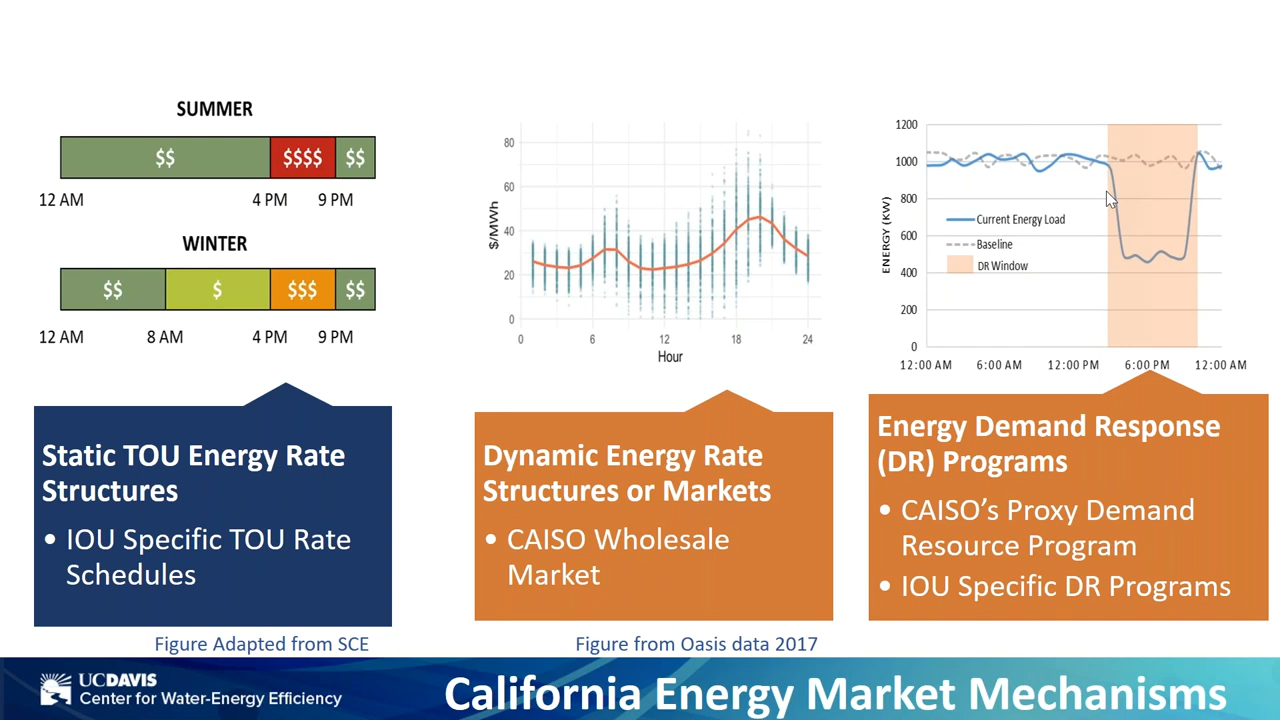 SUMMER
$$ $$$$ $$
12 AM 4 PM 9 PM
WINTER
$$ $ $$$ $$
12 AM 8 AM 4 PM 9 PM
Static TOU Energy Rate
Structures
• IOU Specific TOU Rate
Schedules
Figure Adapted from SCE
$/MWh
80
60
40
20
0
0 6 12 18 24
Hour
Dynamic Energy Rate
Structures or Markets
• CAISO Wholesale
Market
Figure from Oasis data 2017
ENERGY (KW)
1200
1000
800
600
400
200
0
Current Energy Load
Baseline
DR Window
12:00 AM 6:00 AM 12:00 PM 6:00 PM 12:00 AM
Energy Demand Response
(DR) Programs
• CAISO's Proxy Demand
Resource Program
• IOU Specific DR Programs
UCDAVIS
Center for Water-Energy Efficiency
California Energy Market Mechanisms